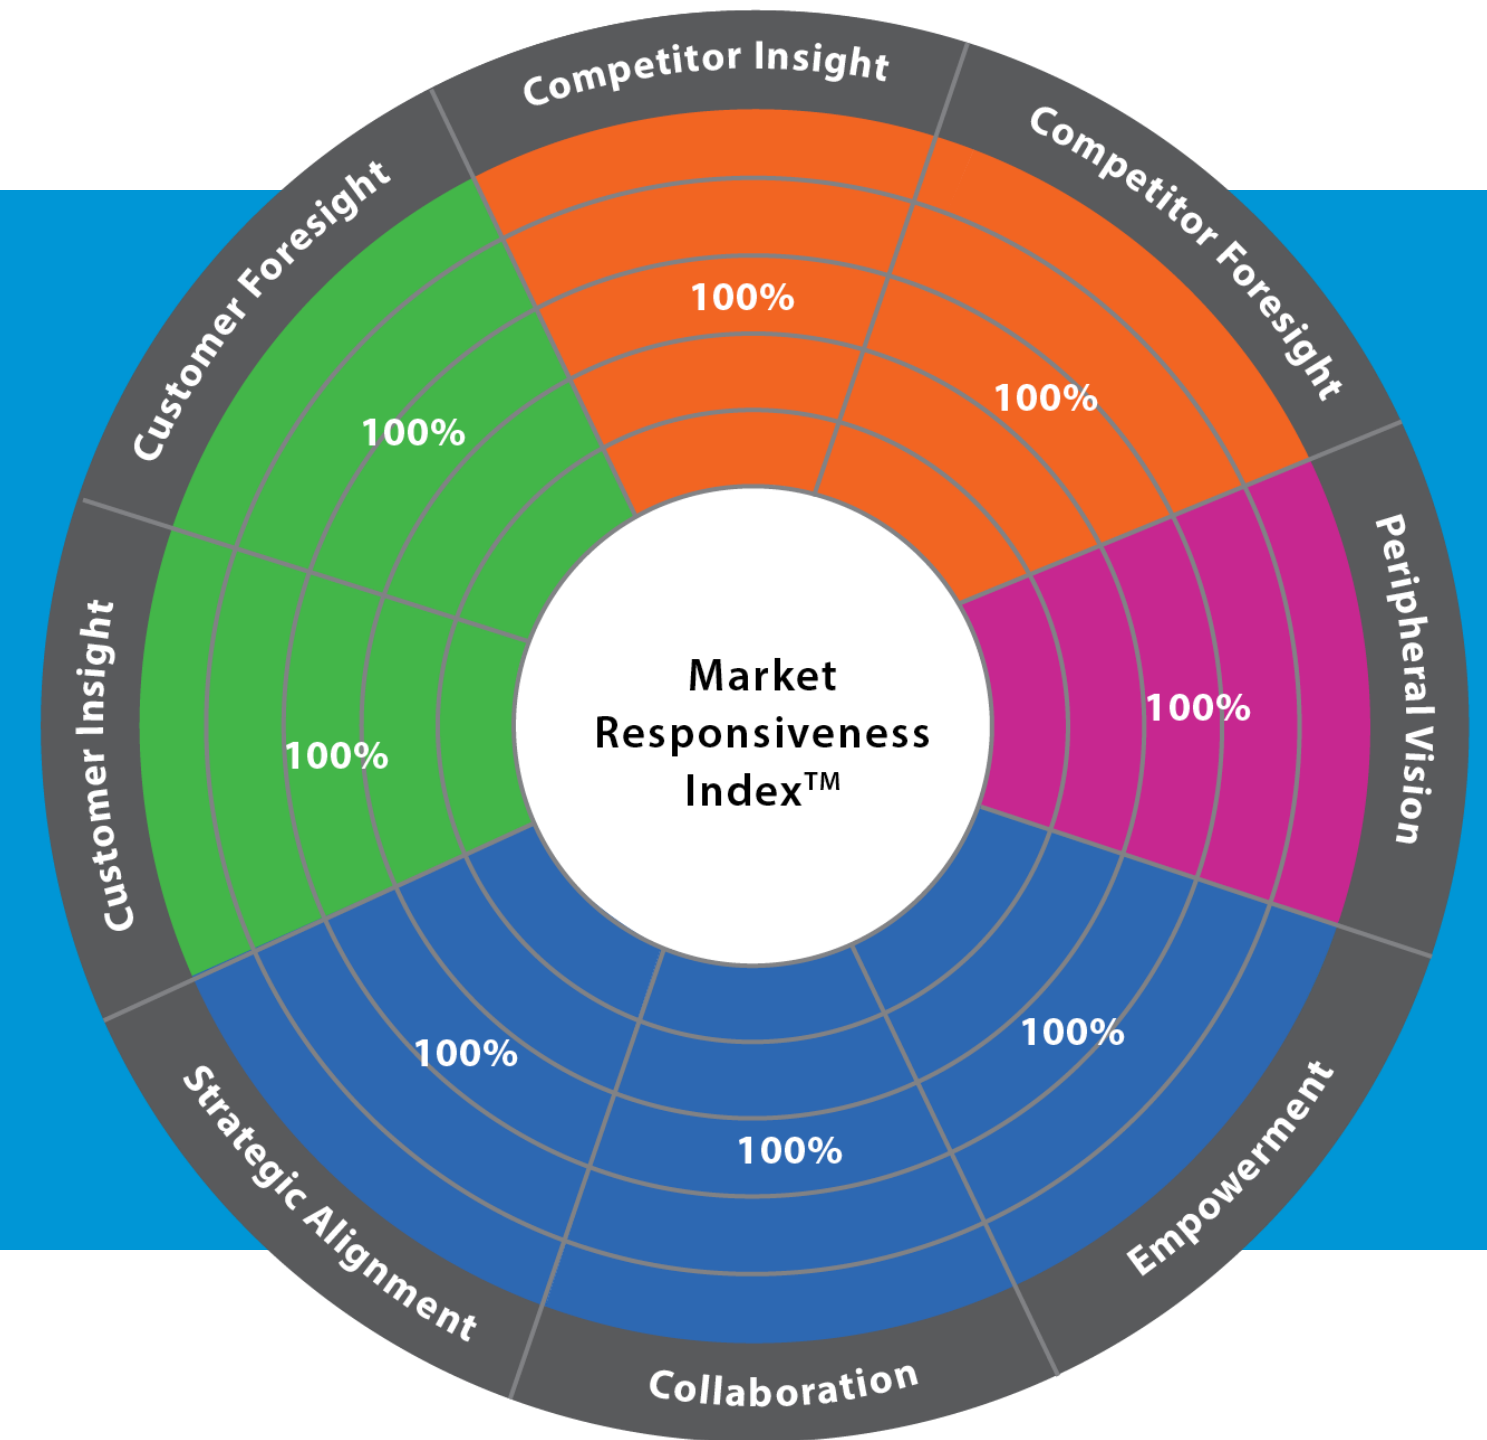 Competitor Insight
Competitor Foresight
Peripheral Vision
Empowerment
Collaboration
Strategic Alignment
Customer Insight
Customer Foresight
100%
100%
100%
100%
100%
100%
100%
100%
Market
Responsiveness
Index™